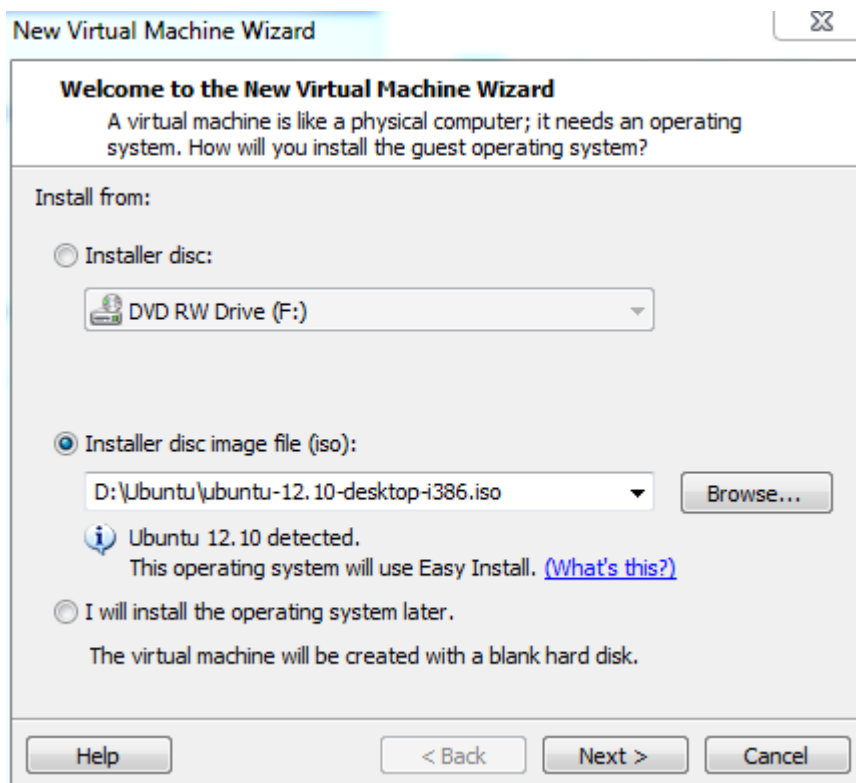 New Virtual Machine Wizard
Welcome to the New Virtual Machine Wizard
A virtual machine is like a physical computer; it needs an operating
system. How will you install the guest operating system?
Install from:
Installer disc:
DVD RW Drive (F:)
Installer disc image file (iso):
D:\Ubuntu\ubuntu-12.10-desktop-i386.iso
Browse...
Ubuntu 12.10 detected.
This operating system will use Easy Install. (What's this?)
I will install the operating system later.
The virtual machine will be created with a blank hard disk.
Help < Back Next > Cancel